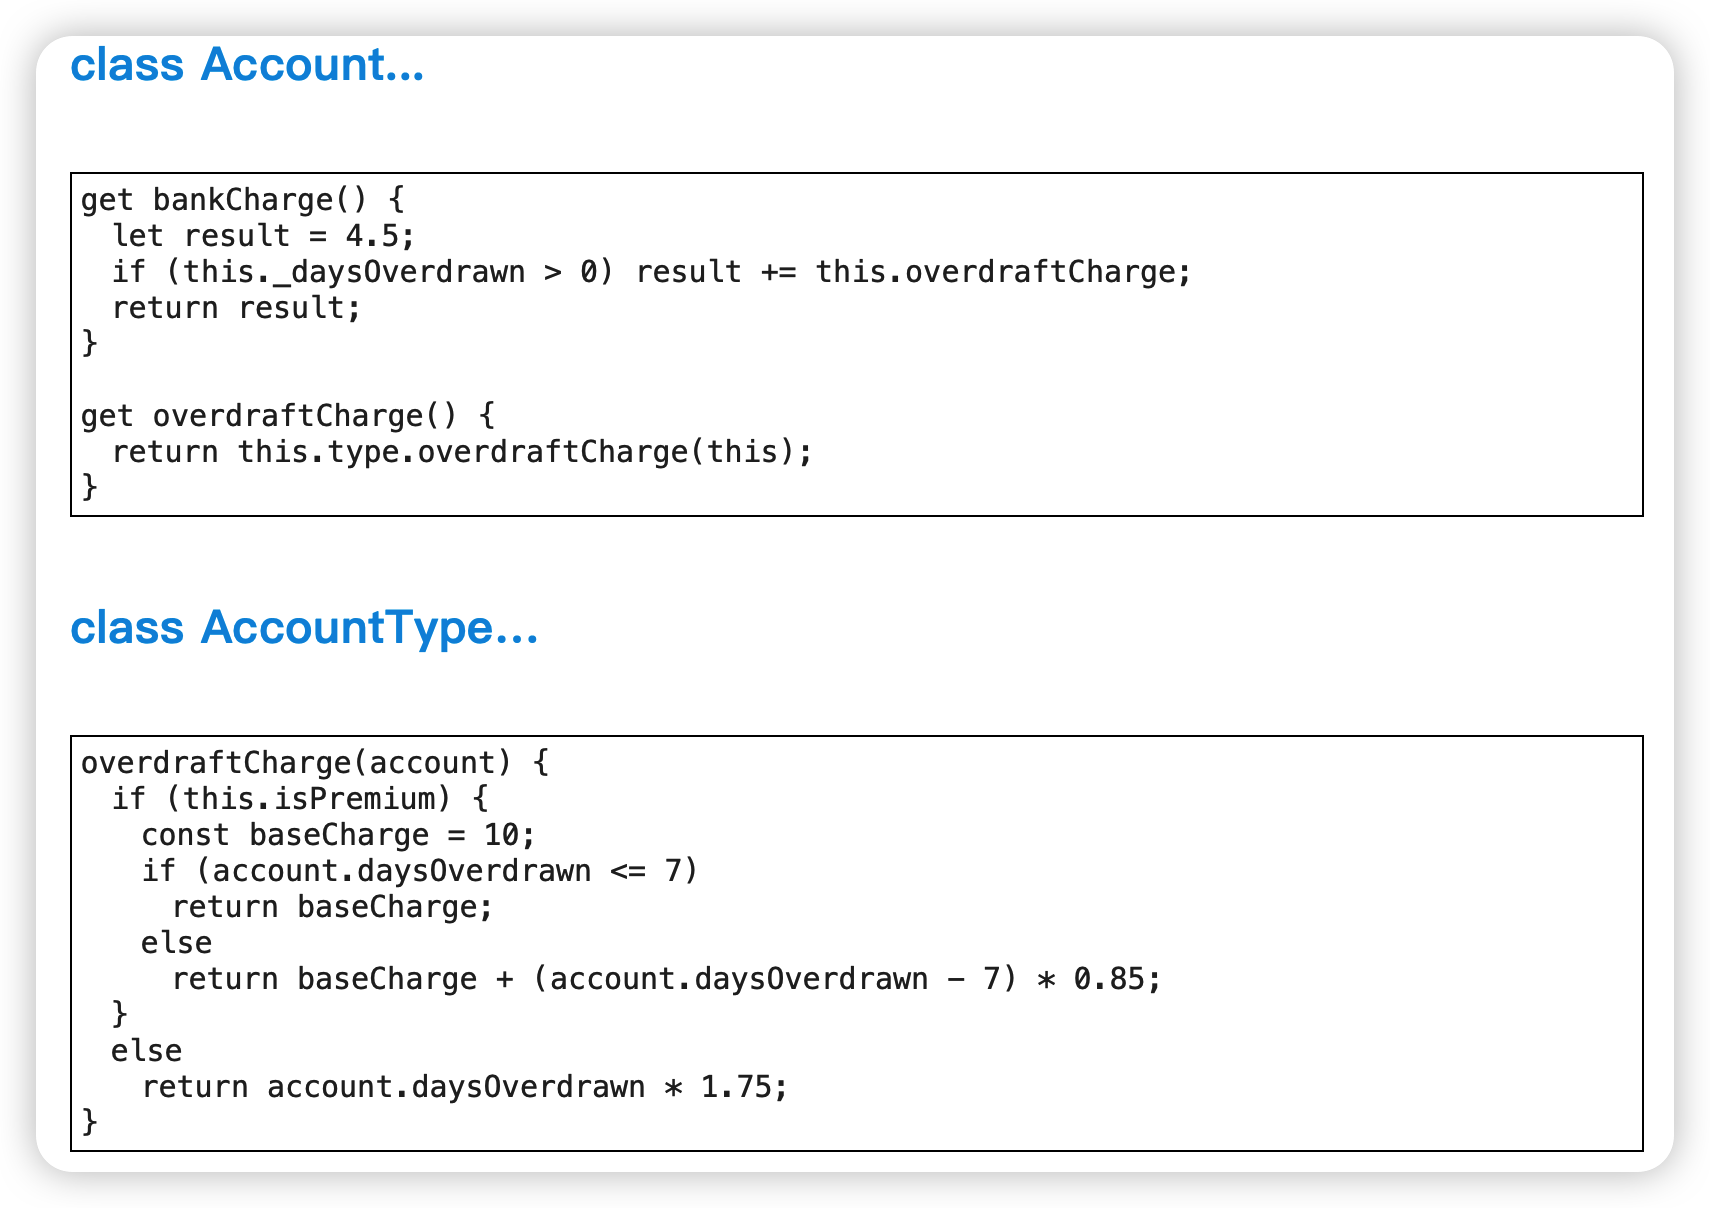 class Account...
get bankCharge() {
  let result = 4.5;
  if (this._daysOverdrawn > 0) result += this.overdraftCharge;
  return result;
}
get overdraftCharge() {
  return this.type.overdraftCharge(this);
}
class AccountType...
overdraftCharge(account) {
  if (this.isPremium) {
    const baseCharge = 10;
    if (account.daysOverdrawn <= 7)
      return baseCharge;
    else
      return baseCharge + (account.daysOverdrawn - 7) * 0.85;
  }
  else
    return account.daysOverdrawn * 1.75;
}